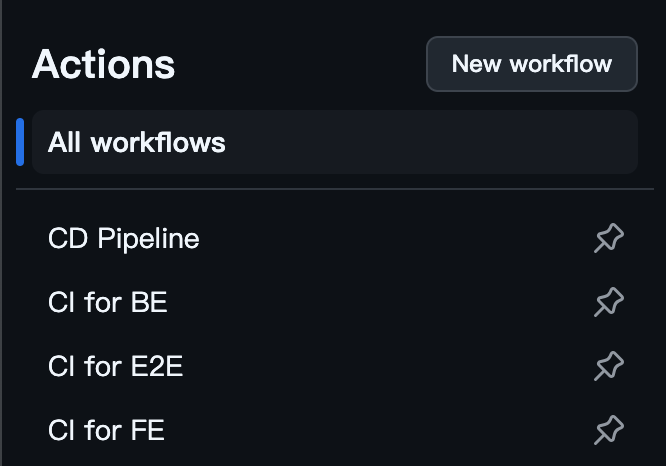 Actions
New workflow
All workflows
CD Pipeline
CI for BE
CI for E2E
CI for FE